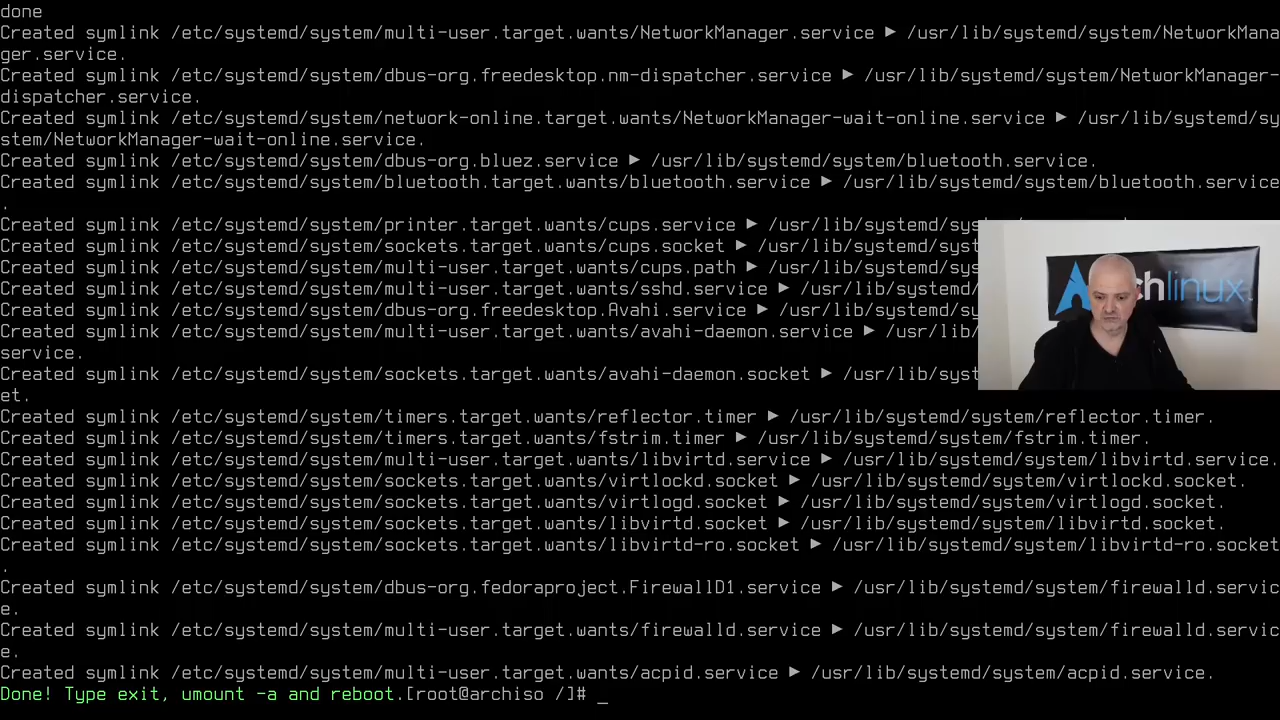 done
Created symlink /etc/systemd/system/multi-user.target.wants/NetworkManager.service ► /usr/lib/systemd/system/NetworkMana
ger.service.
Created symlink /etc/systemd/system/dbus-org.freedesktop.nm-dispatcher.service ► /usr/lib/systemd/system/NetworkManager-
dispatcher.service.
Created symlink /etc/systemd/system/network-online.target.wants/NetworkManager-wait-online.service ► /usr/lib/systemd/sy
stem/NetworkManager-wait-online.service.
Created symlink /etc/systemd/system/dbus-org.bluez.service ► /usr/lib/systemd/system/bluetooth.service.
Created symlink /etc/systemd/system/bluetooth.target.wants/bluetooth.service ► /usr/lib/systemd/system/bluetooth.service
.
Created symlink /etc/systemd/system/printer.target.wants/cups.service ► /usr/lib/systemd/sys
Created symlink /etc/systemd/system/sockets.target.wants/cups.socket ► /usr/lib/systemd/syst
Created symlink /etc/systemd/system/multi-user.target.wants/cups.path ► /usr/lib/systemd/sys
Created symlink /etc/systemd/system/multi-user.target.wants/sshd.service ► /usr/lib/systemd/
Created symlink /etc/systemd/system/dbus-org.freedesktop.Avahi.service ► /usr/lib/systemd/sy
Created symlink /etc/systemd/system/multi-user.target.wants/avahi-daemon.service ► /usr/lib/
service.
Created symlink /etc/systemd/system/sockets.target.wants/avahi-daemon.socket ► /usr/lib/syst
et.
Created symlink /etc/systemd/system/timers.target.wants/reflector.timer ► /usr/lib/systemd/system/reflector.timer.
Created symlink /etc/systemd/system/timers.target.wants/fstrim.timer ► /usr/lib/systemd/system/fstrim.timer.
Created symlink /etc/systemd/system/multi-user.target.wants/libvirtd.service ► /usr/lib/systemd/system/libvirtd.service.
Created symlink /etc/systemd/system/sockets.target.wants/virtlockd.socket ► /usr/lib/systemd/system/virtlockd.socket.
Created symlink /etc/systemd/system/sockets.target.wants/virtlogd.socket ► /usr/lib/systemd/system/virtlogd.socket.
Created symlink /etc/systemd/system/sockets.target.wants/libvirtd.socket ► /usr/lib/systemd/system/libvirtd.socket.
Created symlink /etc/systemd/system/sockets.target.wants/libvirtd-ro.socket ► /usr/lib/systemd/system/libvirtd-ro.socket
.
Created symlink /etc/systemd/system/dbus-org.fedoraproject.FirewallD1.service ► /usr/lib/systemd/system/firewalld.servic
e.
Created symlink /etc/systemd/system/multi-user.target.wants/firewalld.service ► /usr/lib/systemd/system/firewalld.servic
e.
Created symlink /etc/systemd/system/multi-user.target.wants/acpid.service ► /usr/lib/systemd/system/acpid.service.
Done! Type exit, umount -a and reboot.[root@archiso /]# _
chlinux